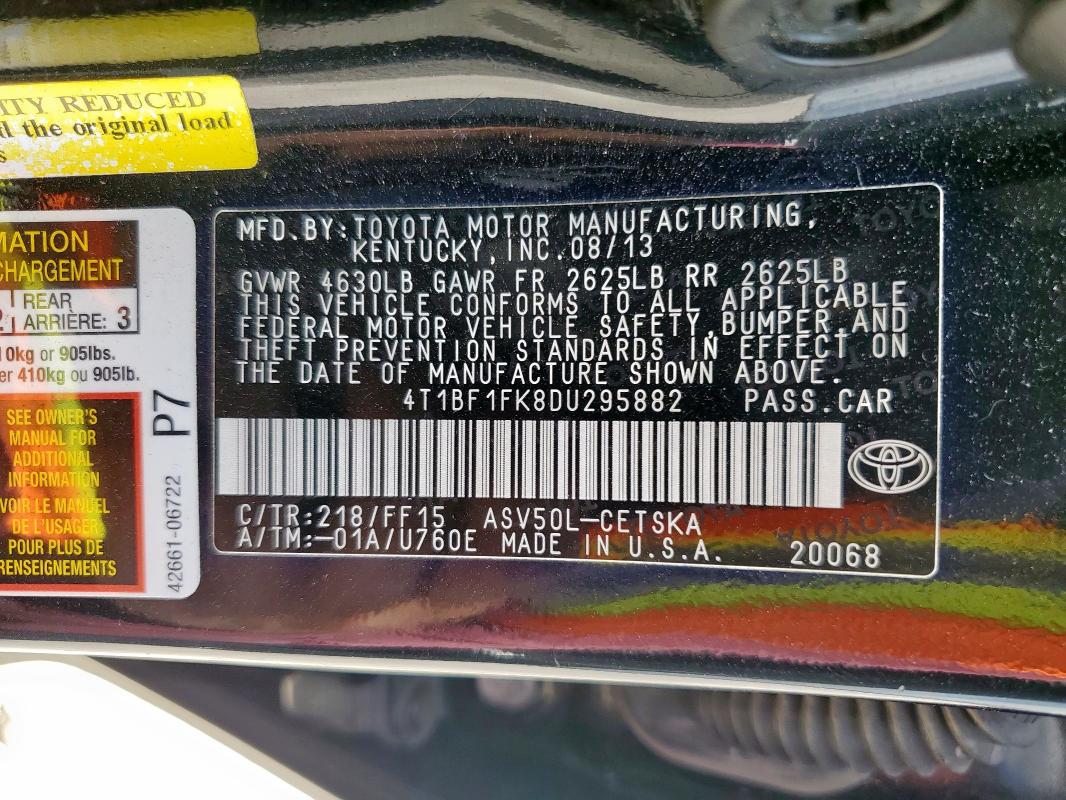 ITY REDUCED
d the original load
s
MATION
CHARGEMENT
REAR
ARRIÈRE: 3
kg or 905lbs.
er 410kg ou 905lb.
SEE OWNER'S
MANUAL FOR
ADDITIONAL
INFORMATION
VOIR LE MANUEL
DE L'USAGER
POUR PLUS DE
RENSEIGNEMENTS
P7
42661-06722
MFD.BY:TOYOTA MOTOR MANUFACTURING,
KENTUCKY,INC.08/13
GVWR 4630LB GAWR FR 2625LB RR 2625LB
THIS VEHICLE CONFORMS TO ALL APPLICABLE
FEDERAL MOTOR VEHICLE SAFETY,BUMPER,AND
THEFT PREVENTION STANDARDS IN EFFECT ON
THE DATE OF MANUFACTURE SHOWN ABOVE.
4T1BF1FK8DU295882 PASS.CAR
C/TR:218/FF15 ASV50L-CETSKA
A/TM:-01A/U760E MADE IN U.S.A. 20068